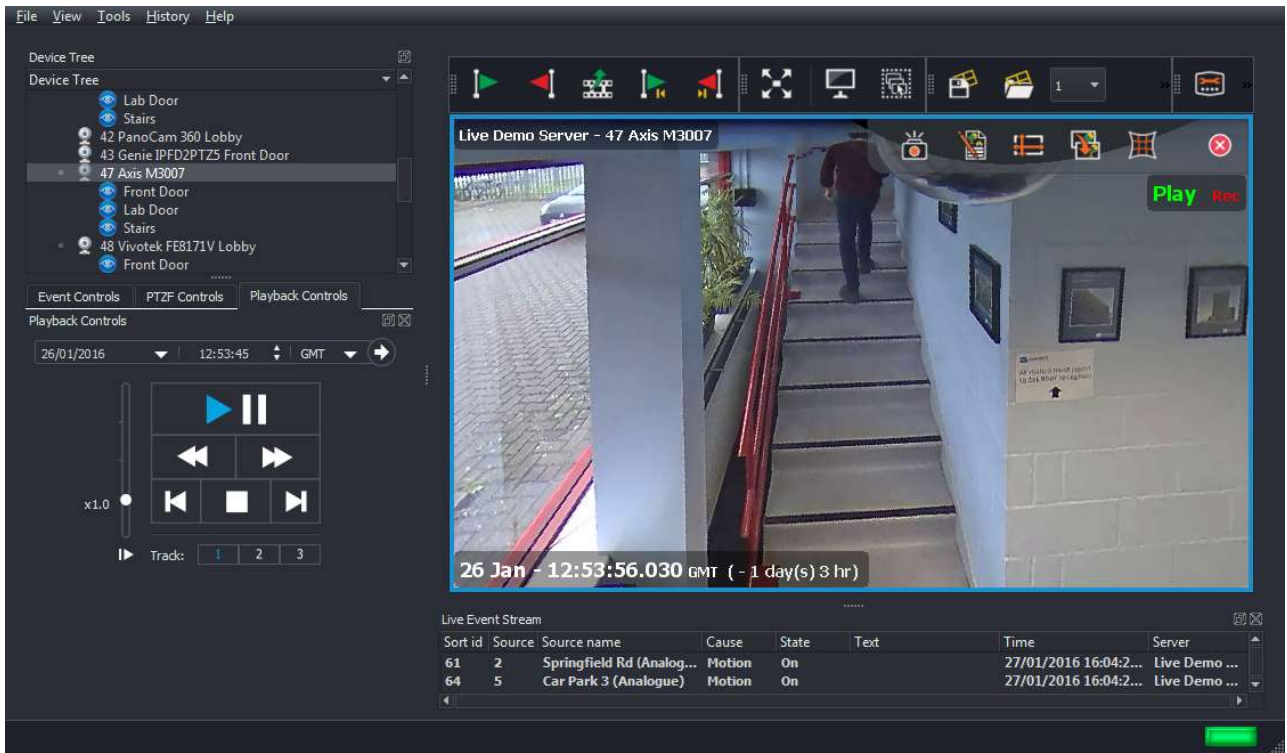 File View Tools History Help
Device Tree
Device Tree
Lab Door
Stairs
42 PanoCam 360 Lobby
43 Genie IPFD2PTZ5 Front Door
47 Axis M3007
Front Door
Lab Door
Stairs
48 Vivotek FE8171V Lobby
Front Door
Event Controls PTZF Controls Playback Controls
Playback Controls
26/01/2016 12:53:45 GMT
x1.0
Track: 1 2 3
1
Live Demo Server - 47 Axis M3007
Play Rec
All visitors must report
26 Jan - 12:53:56.030 GMT ( - 1 day(s) 3 hr)
Live Event Stream
Sort id Source Source name Cause State Text Time Server
61 2 Springfield Rd (Analog... Motion On 27/01/2016 16:04:2... Live Demo ...
64 5 Car Park 3 (Analogue) Motion On 27/01/2016 16:04:2... Live Demo ...